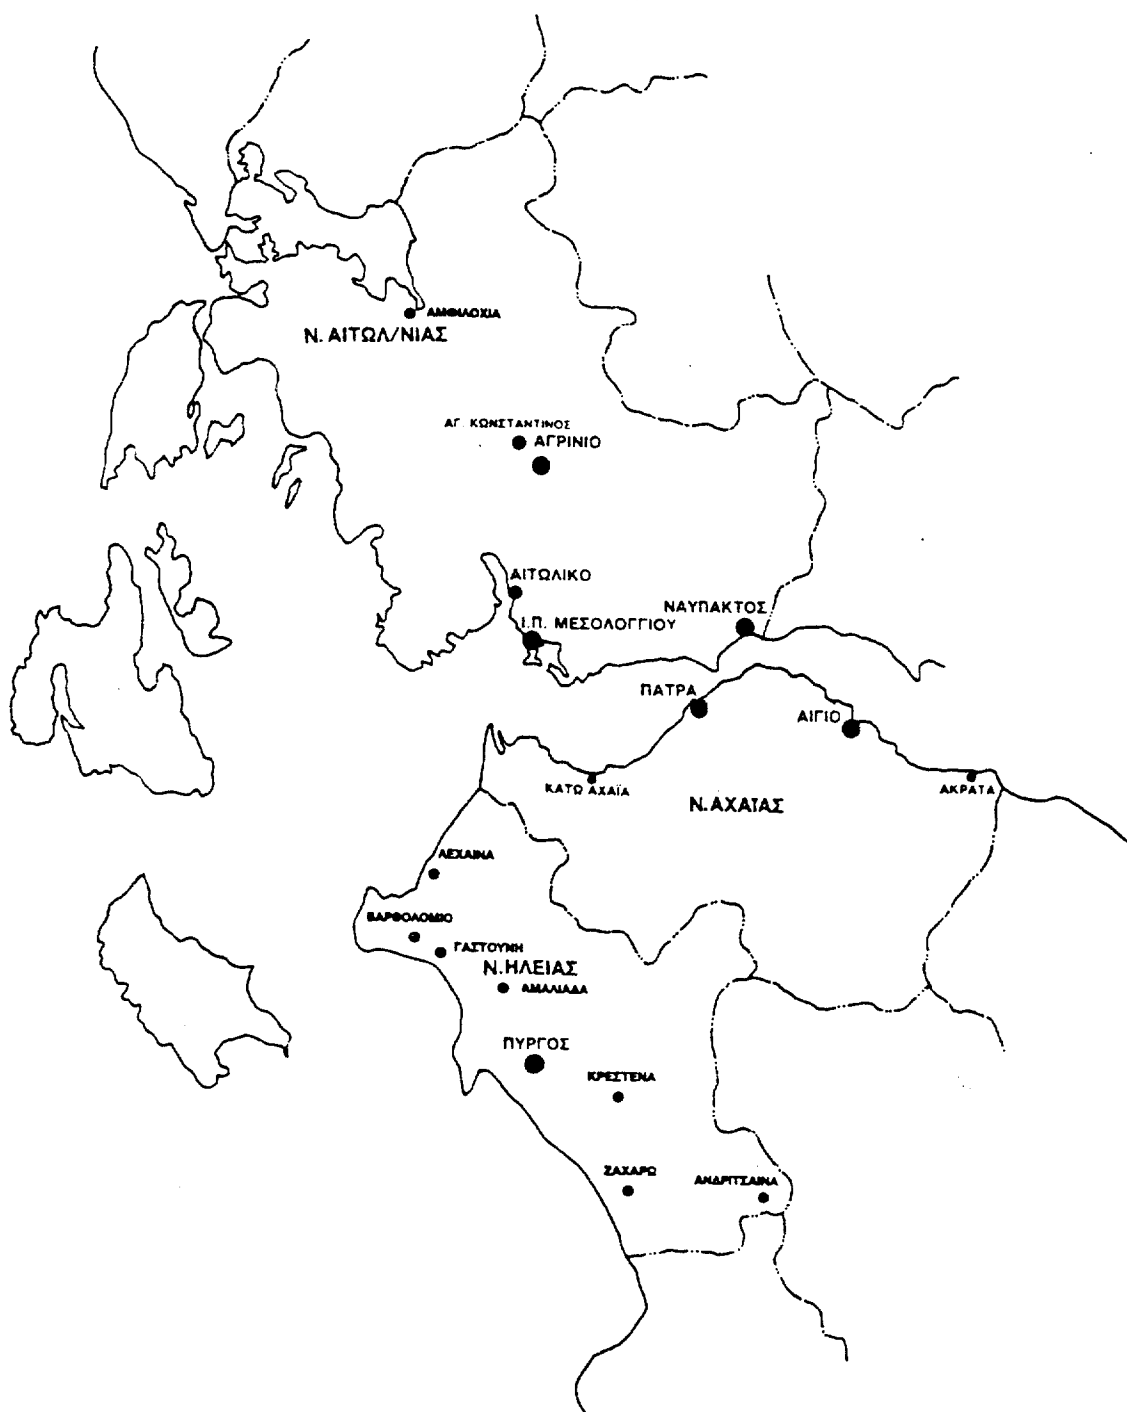 ΑΜΦΙΛΟΧΙΑ
Ν. ΑΙΤΩΛ/ΝΙΑΣ
ΑΓ. ΚΩΝΣΤΑΝΤΙΝΟΣ
ΑΓΡΙΝΙΟ
ΑΙΤΩΛΙΚΟ
ΝΑΥΠΑΚΤΟΣ
Ι.Π. ΜΕΣΟΛΟΓΓΙΟΥ
ΠΑΤΡΑ
ΑΙΓΙΟ
ΚΑΤΩ ΑΧΑΪΑ
ΑΚΡΑΤΑ
Ν. ΑΧΑΪΑΣ
ΛΕΧΑΙΝΑ
ΒΑΡΘΟΛΟΜΙΟ
ΓΑΣΤΟΥΝΗ
Ν. ΗΛΕΙΑΣ
ΑΜΑΛΙΑΔΑ
ΠΥΡΓΟΣ
ΚΡΕΣΤΕΝΑ
ΖΑΧΑΡΩ
ΑΝΔΡΙΤΣΑΙΝΑ